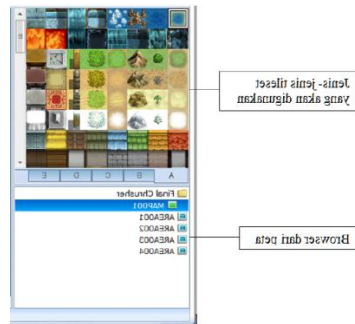 Jenis- jenis tileset
yang akan digunakan
A B C D E
Final Chrusher
MAP001
AREA001
AREA002
AREA003
AREA004
Browser dari peta